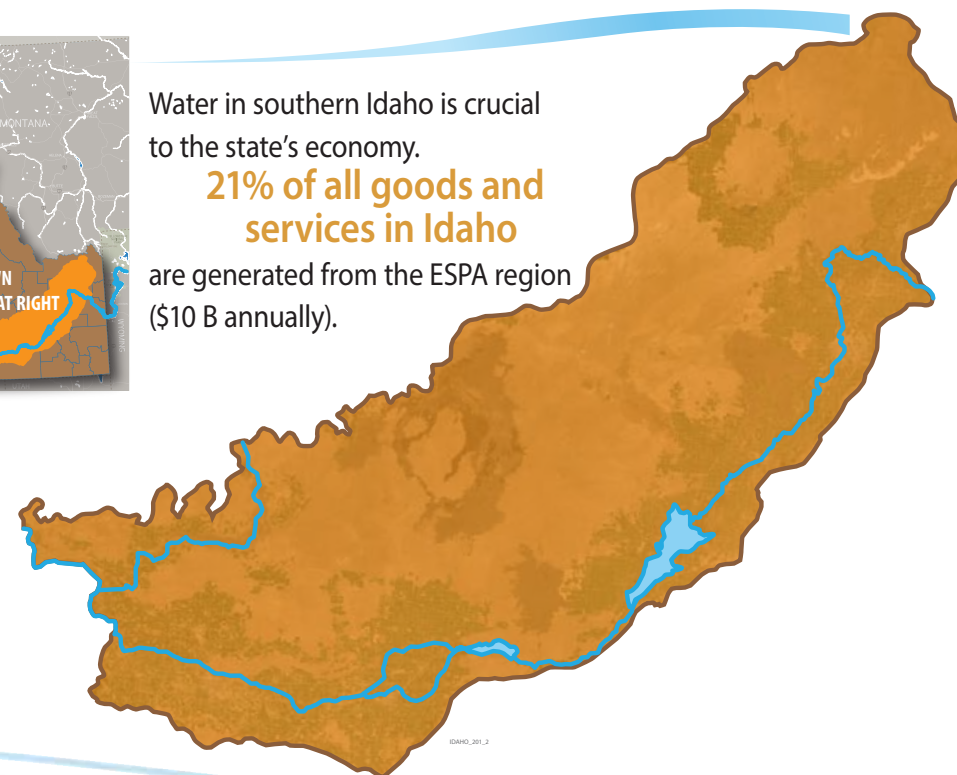 MONTANA
Water in southern Idaho is crucial
to the state's economy.
21% of all goods and
services in Idaho
are generated from the ESPA region
($10 B annually).
AT RIGHT
WYOMING
IDAHO_201_2